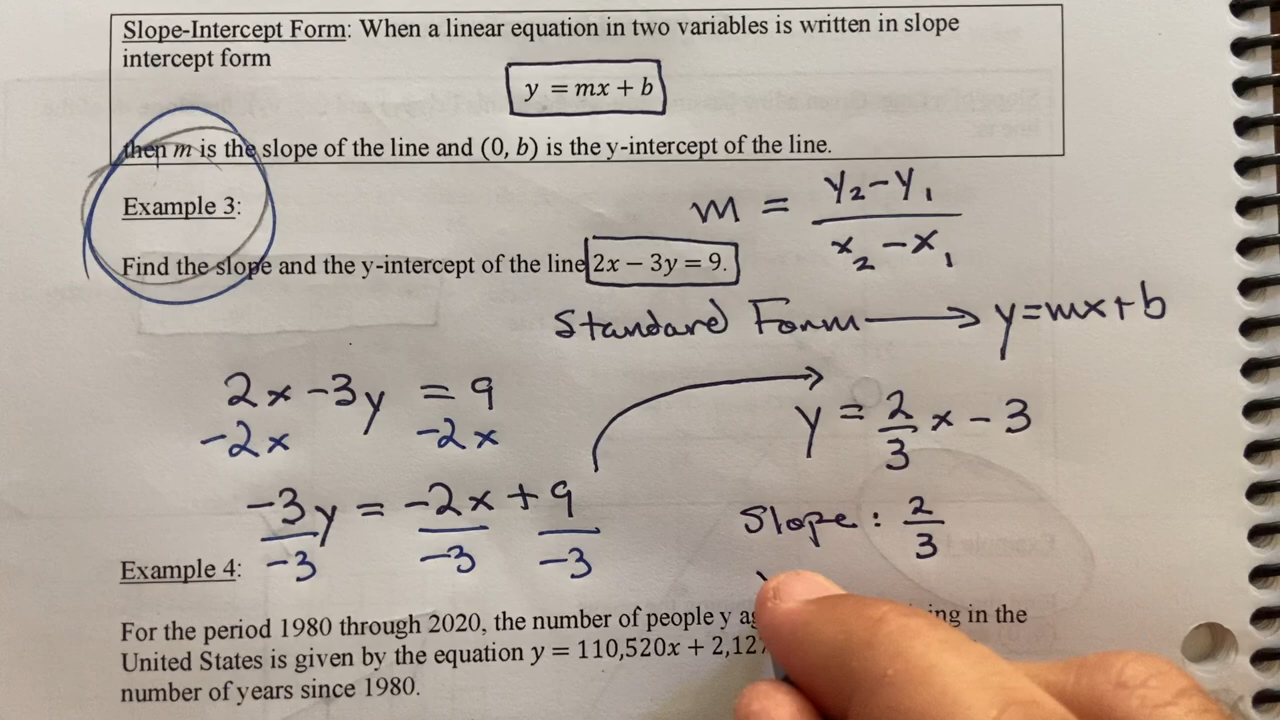 Slope-Intercept Form: When a linear equation in two variables is written in slope
intercept form
y = mx + b
then m is the slope of the line and (0, b) is the y-intercept of the line.
Example 3:
m = y₂ - y₁ / x₂ - x₁
Find the slope and the y-intercept of the line 2x − 3y = 9.
Standard Form → y=mx+b
2x -3y = 9
-2x -2x
y = 2/3 x - 3
-3y = -2x + 9
-3 -3 -3
Slope : 2/3
Example 4:
For the period 1980 through 2020, the number of people y ing in the
United States is given by the equation y = 110,520x + 2,12
number of years since 1980.